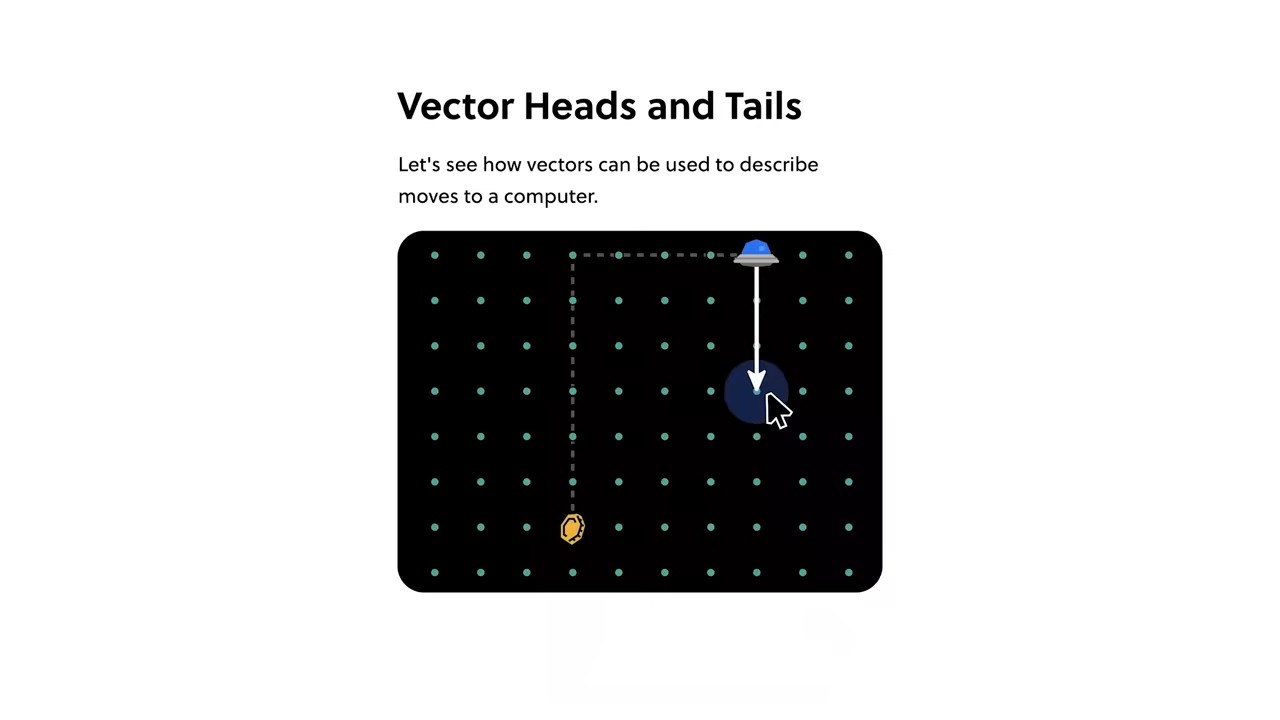 Vector Heads and Tails
Let's see how vectors can be used to describe
moves to a computer.